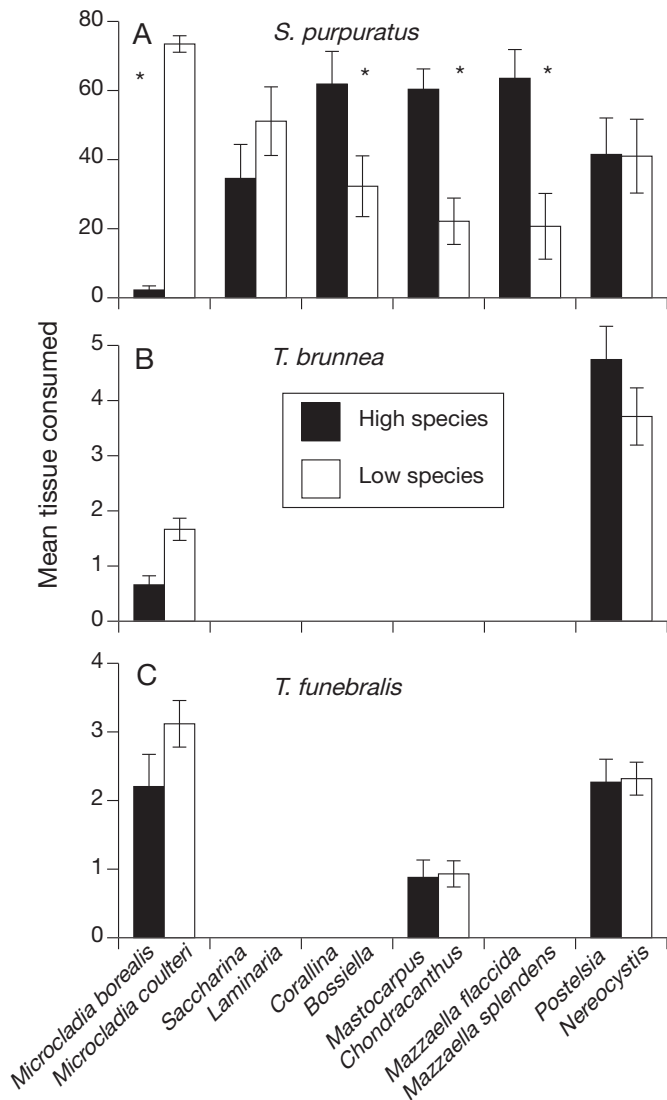 A
S. purpuratus
80
*
*
*
*
60
40
20
0
Mean tissue consumed
B
T. brunnea
5
High species
4
Low species
3
2
1
0
C
T. funebralis
4
3
2
1
0
Microcladia borealis
Microcladia coulteri
Saccharina
Laminaria
Corallina
Bossiella
Mastocarpus
Chondracanthus
Mazzaella flaccida
Mazzaella splendens
Postelsia
Nereocystis